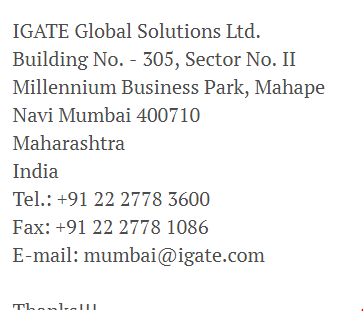 IGATE Global Solutions Ltd.
Building No. - 305, Sector No. II
Millennium Business Park, Mahape
Navi Mumbai 400710
Maharashtra
India
Tel.: +91 22 2778 3600
Fax: +91 22 2778 1086
E-mail: mumbai@igate.com
Thanks!!!